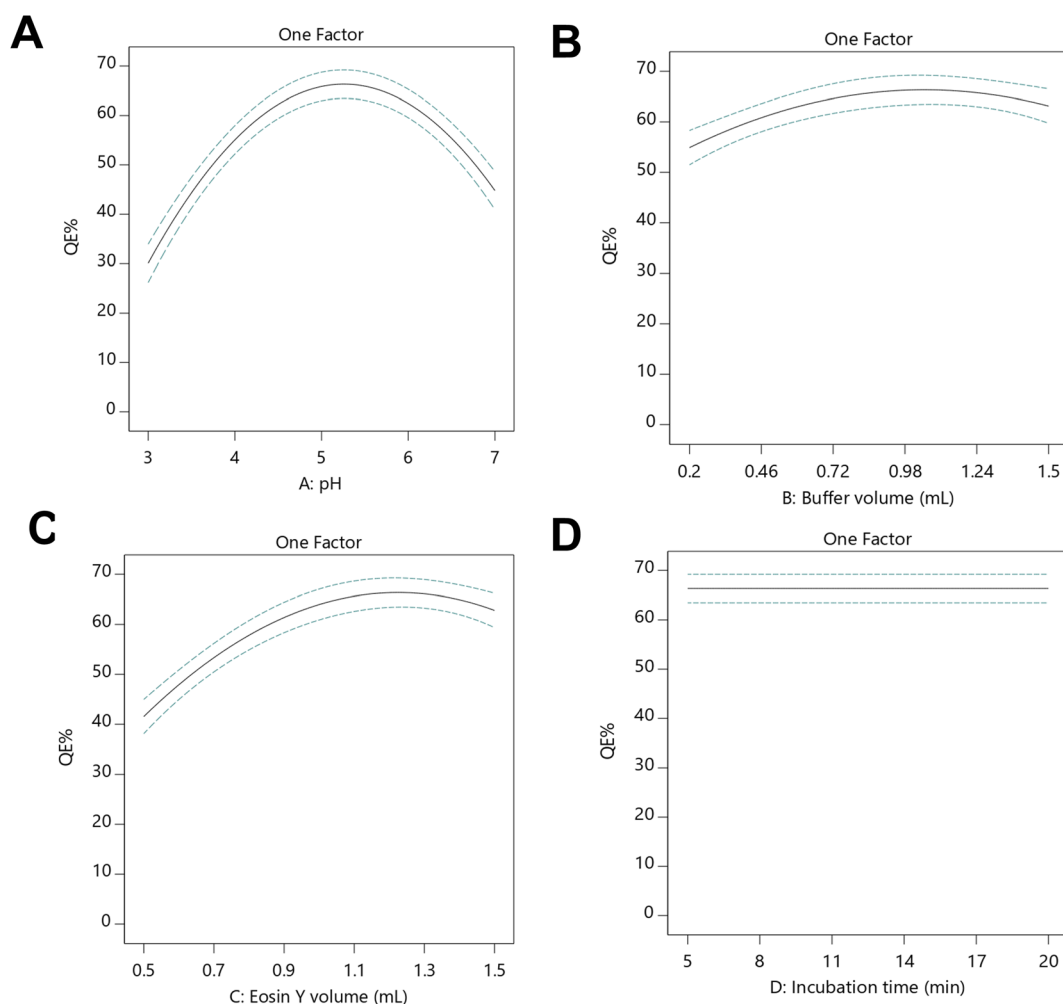 A
One Factor
70
60
50
40
30
20
10
0
QE%
3 4 5 6 7
A: pH
B
One Factor
70
60
50
40
30
20
10
0
QE%
0.2 0.46 0.72 0.98 1.24 1.5
B: Buffer volume (mL)
C
One Factor
70
60
50
40
30
20
10
0
QE%
0.5 0.7 0.9 1.1 1.3 1.5
C: Eosin Y volume (mL)
D
One Factor
70
60
50
40
30
20
10
0
QE%
5 8 11 14 17 20
D: Incubation time (min)